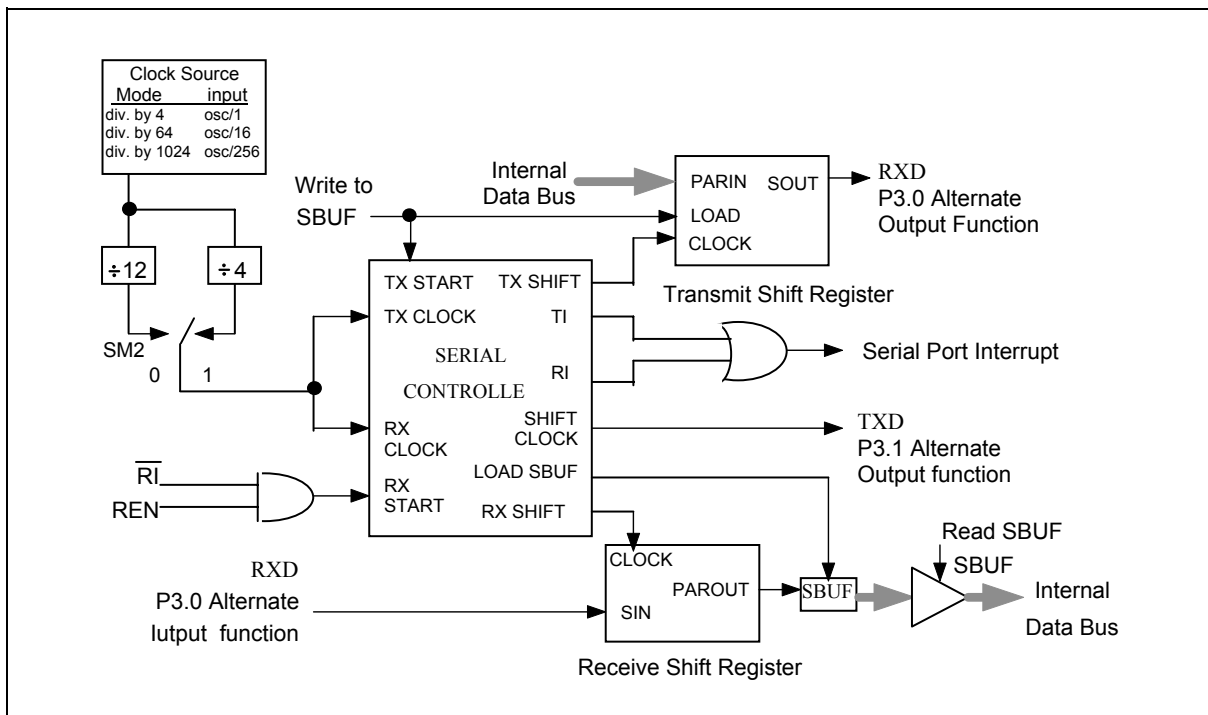 Clock Source
Mode input
div. by 4 osc/1
div. by 64 osc/16
div. by 1024 osc/256
÷12
÷4
SM2
0 1
Write to
SBUF
Internal
Data Bus
PARIN SOUT
LOAD
CLOCK
Transmit Shift Register
RXD
P3.0 Alternate
Output Function
TX START TX SHIFT
TX CLOCK TI
SERIAL
CONTROLLE
RI
RX
CLOCK
SHIFT
CLOCK
LOAD SBUF
RX
START
RX SHIFT
Serial Port Interrupt
TXD
P3.1 Alternate
Output function
R̅I̅
REN
RXD
P3.0 Alternate
Iutput function
CLOCK
PAROUT
SIN
Receive Shift Register
SBUF
Read SBUF
SBUF
Internal
Data Bus